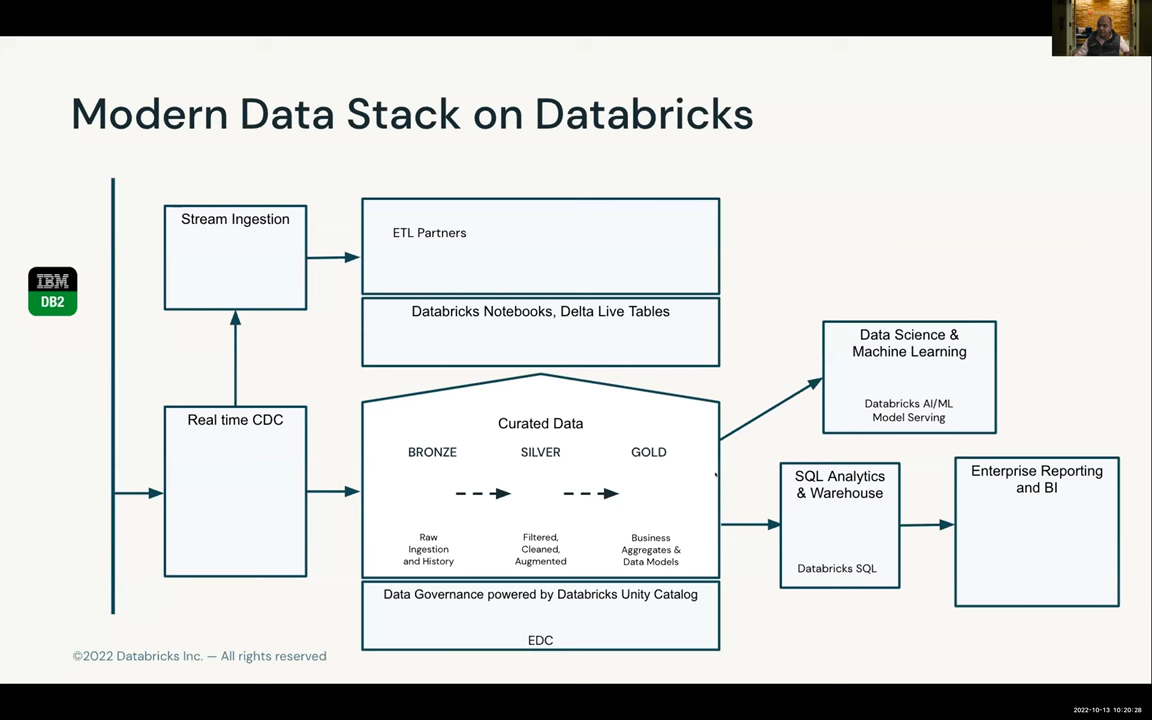 Modern Data Stack on Databricks
IBM
DB2
Stream Ingestion
ETL Partners
Databricks Notebooks, Delta Live Tables
Real time CDC
Curated Data
BRONZE
SILVER
GOLD
Raw
Ingestion
and History
Filtered,
Cleaned,
Augmented
Business
Aggregates &
Data Models
Data Governance powered by Databricks Unity Catalog
EDC
Data Science &
Machine Learning
Databricks AI/ML
Model Serving
SQL Analytics
& Warehouse
Databricks SQL
Enterprise Reporting
and BI
©2022 Databricks Inc. — All rights reserved
2022-10-13 10:20:28